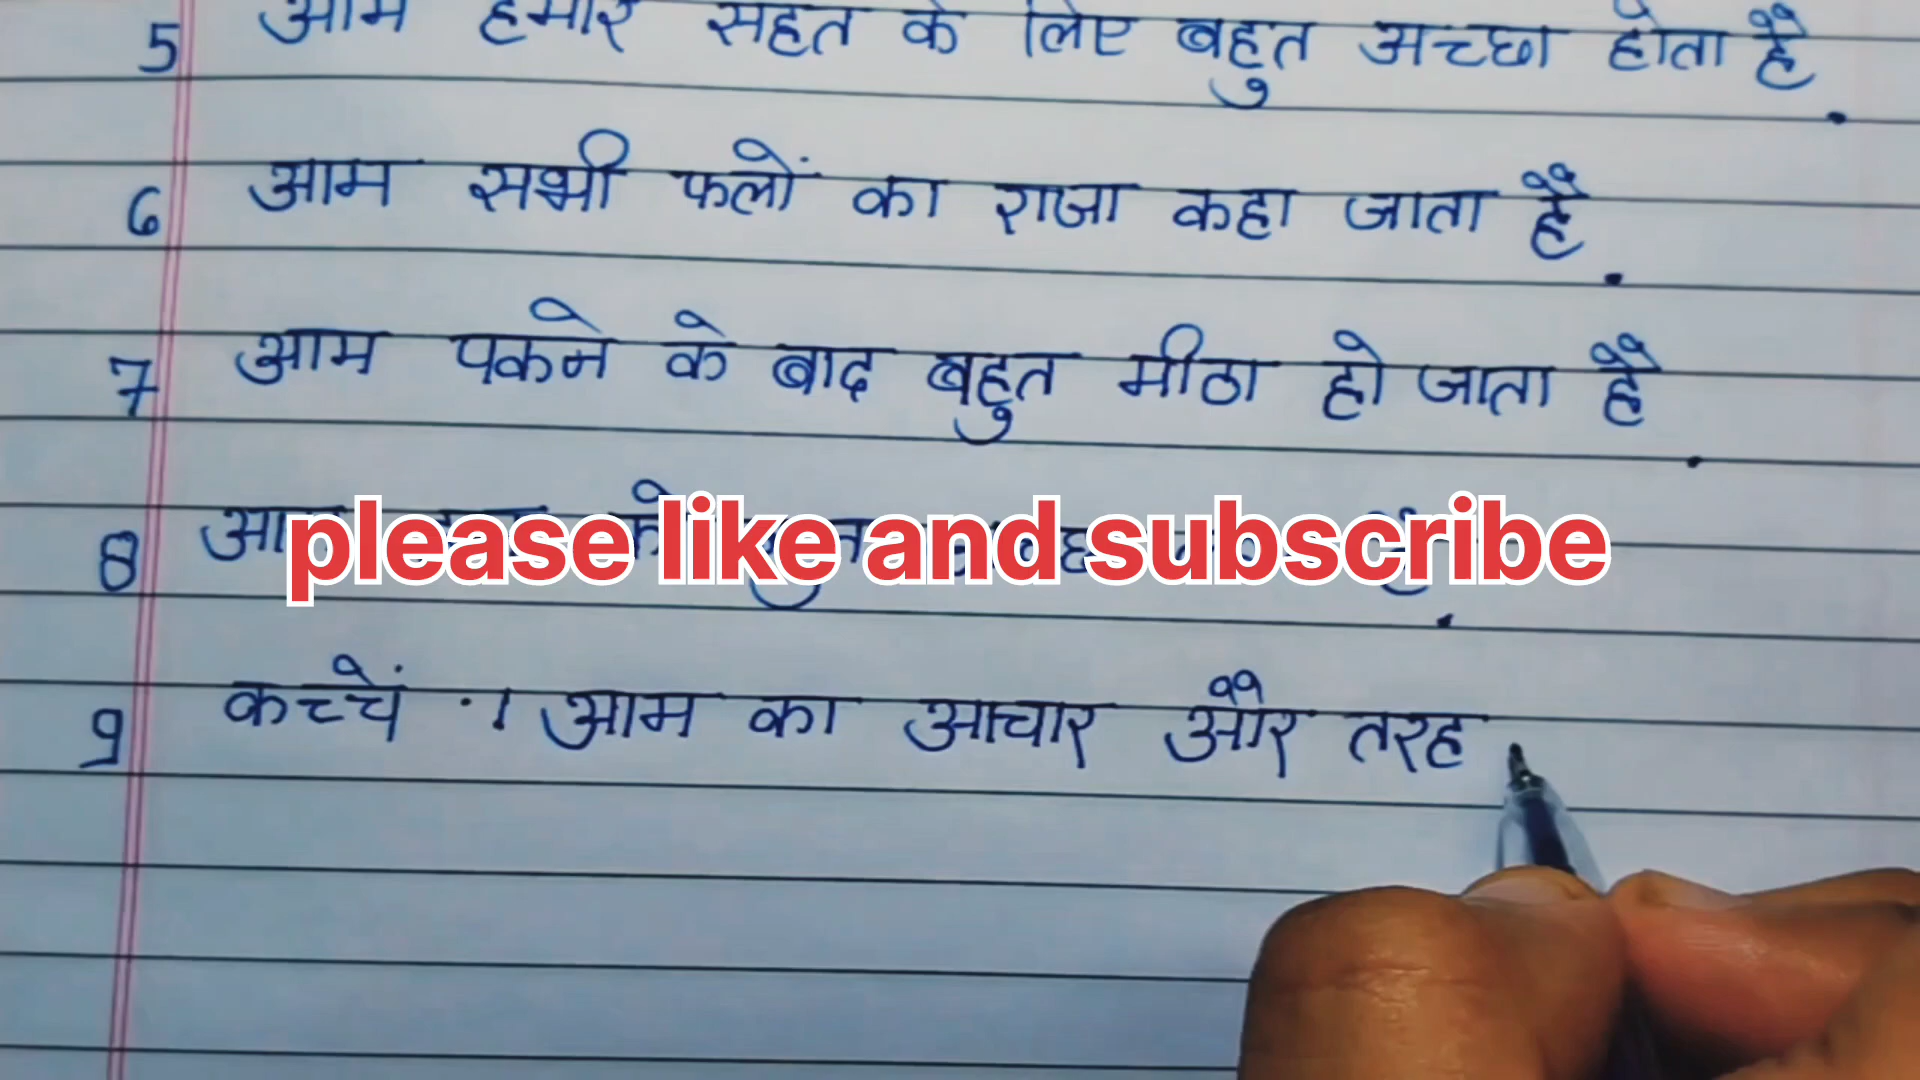 5 आम हमारे सेहत के लिए बहुत अच्छा होता है.
6 आम सभी फलों का राजा कहा जाता है.
7 आम पकने के बाद बहुत मीठा हो जाता है.
8
please like and subscribe
9 कच्चें आम का आचार और तरह